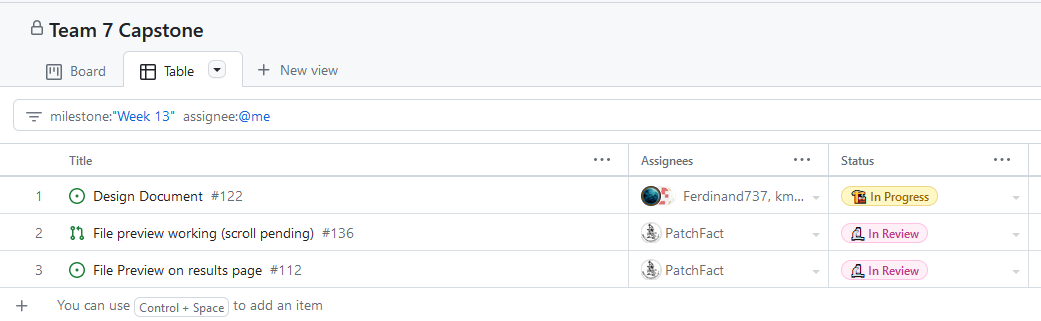 Team 7 Capstone
Board Table + New view
milestone:"Week 13" assignee:@me
Title ... Assignees ... Status ...
1 Design Document #122 Ferdinand737, km... In Progress
2 File preview working (scroll pending) #136 PatchFact In Review
3 File Preview on results page #112 PatchFact In Review
+ You can use Control + Space to add an item